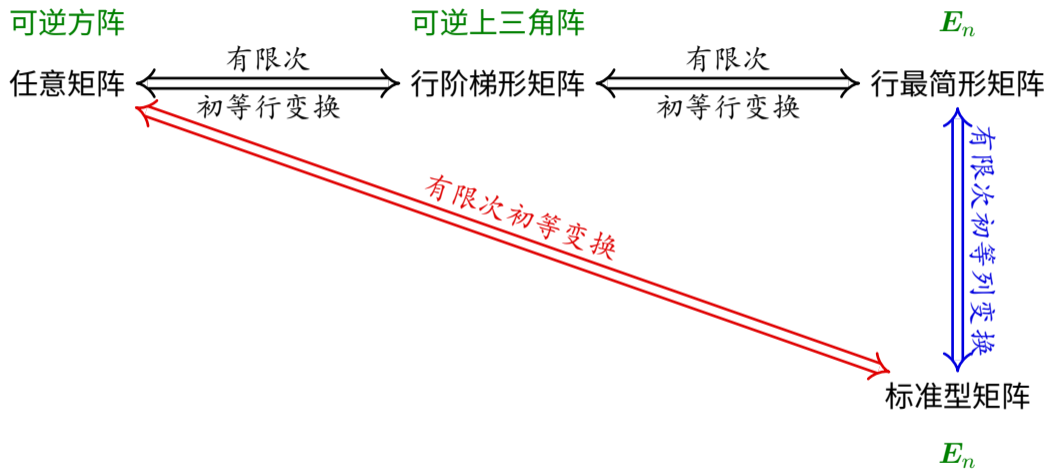 可逆方阵
可逆上三角阵
Eₙ
任意矩阵
有限次
初等行变换
行阶梯形矩阵
有限次
初等行变换
行最简形矩阵
有限次初等变换
有限次初等列变换
标准型矩阵
Eₙ